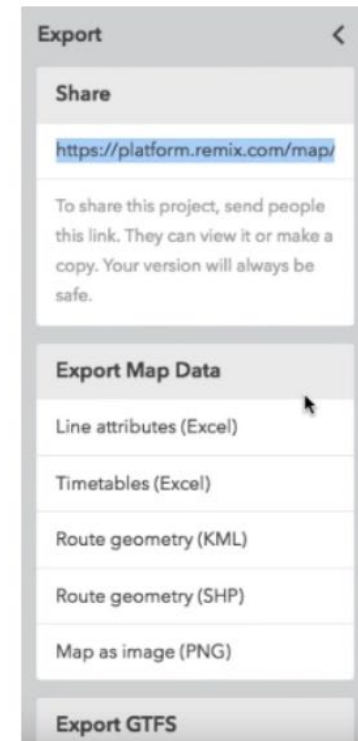 Export
Share
https://platform.remix.com/map/
To share this project, send people
this link. They can view it or make a
copy. Your version will always be
safe.
Export Map Data
Line attributes (Excel)
Timetables (Excel)
Route geometry (KML)
Route geometry (SHP)
Map as image (PNG)
Export GTFS